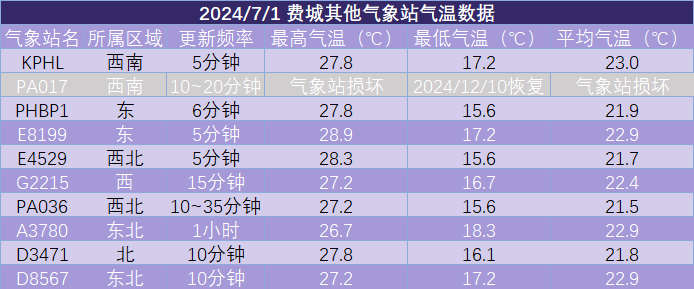 2024/7/1 费城其他气象站气温数据
气象站名 所属区域 更新频率 最高气温（℃） 最低气温（℃） 平均气温（℃）
KPHL 西南 5分钟 27.8 17.2 23.0
PA017 西南 10~20分钟 气象站损坏 2024/12/10恢复 气象站损坏
PHBP1 东 6分钟 27.8 15.6 21.9
E8199 东 5分钟 28.9 17.2 22.9
E4529 西北 5分钟 28.3 15.6 21.7
G2215 西 15分钟 27.2 16.7 22.4
PA036 西北 10~35分钟 27.2 15.6 21.5
A3780 东北 1小时 26.7 18.3 22.9
D3471 北 10分钟 27.8 16.1 21.8
D8567 东北 10分钟 27.2 17.2 22.9